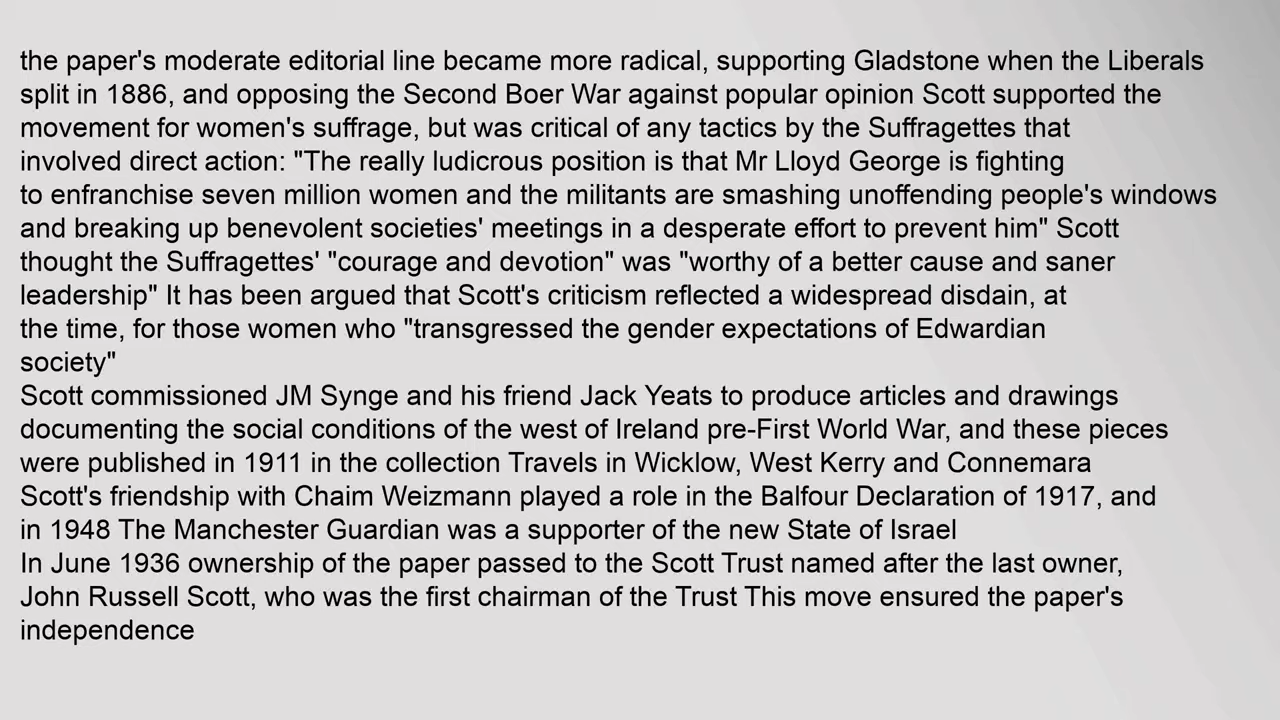 the paper's moderate editorial line became more radical, supporting Gladstone when the Liberals
split in 1886, and opposing the Second Boer War against popular opinion Scott supported the
movement for women's suffrage, but was critical of any tactics by the Suffragettes that
involved direct action: "The really ludicrous position is that Mr Lloyd George is fighting
to enfranchise seven million women and the militants are smashing unoffending people's windows
and breaking up benevolent societies' meetings in a desperate effort to prevent him" Scott
thought the Suffragettes' "courage and devotion" was "worthy of a better cause and saner
leadership" It has been argued that Scott's criticism reflected a widespread disdain, at
the time, for those women who "transgressed the gender expectations of Edwardian
society"
Scott commissioned JM Synge and his friend Jack Yeats to produce articles and drawings
documenting the social conditions of the west of Ireland pre-First World War, and these pieces
were published in 1911 in the collection Travels in Wicklow, West Kerry and Connemara
Scott's friendship with Chaim Weizmann played a role in the Balfour Declaration of 1917, and
in 1948 The Manchester Guardian was a supporter of the new State of Israel
In June 1936 ownership of the paper passed to the Scott Trust named after the last owner,
John Russell Scott, who was the first chairman of the Trust This move ensured the paper's
independence